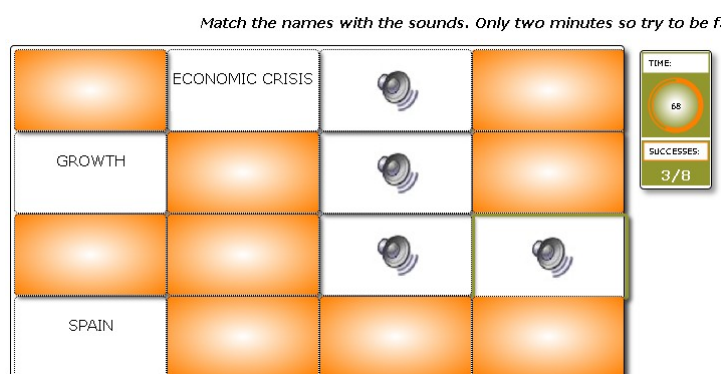 Match the names with the sounds. Only two minutes so try to be
ECONOMIC CRISIS
TIME:
68
GROWTH
SUCCESSES:
3/8
SPAIN